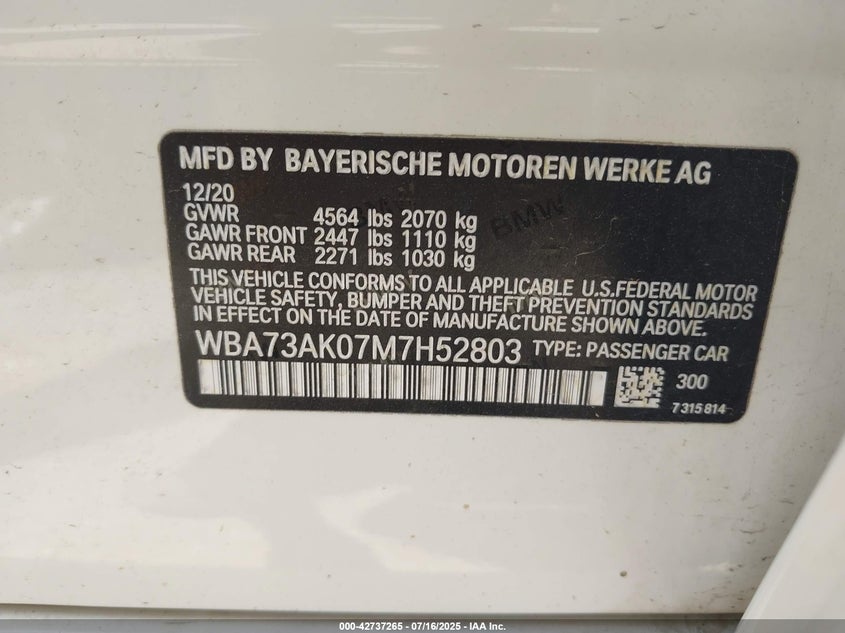 MFD BY BAYERISCHE MOTOREN WERKE AG
12/20
GVWR 4564 lbs 2070 kg
GAWR FRONT 2447 lbs 1110 kg
GAWR REAR 2271 lbs 1030 kg
BMW
THIS VEHICLE CONFORMS TO ALL APPLICABLE U.S.FEDERAL MOTOR
VEHICLE SAFETY, BUMPER AND THEFT PREVENTION STANDARDS
IN EFFECT ON THE DATE OF MANUFACTURE SHOWN ABOVE.
WBA73AK07M7H52803 TYPE: PASSENGER CAR
300
7315814
000-42737265 - 07/16/2025 - IAA Inc.